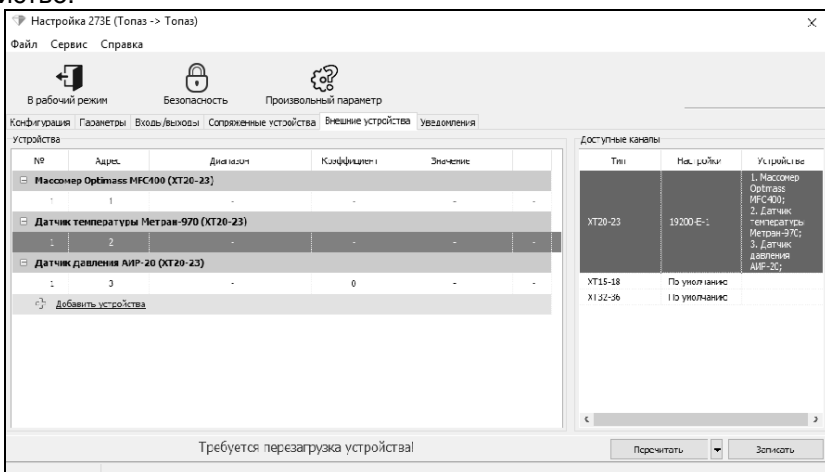 Настройка 273E (Топаз -> Топаз)
Файл Сервис Справка
В рабочий режим Безопасность Произвольный параметр
Конфигурация Параметры Входы/выходы Сопряженные устройства Внешние устройства Уведомления
Устройства
№ Адрес Диапазон Коэффициент Значение
Массомер Optimass MFC400 (XT20-23)
1 1 - - - -
Датчик температуры Метран-970 (XT20-23)
1 2 - - - -
Датчик давления АИР-20 (XT20-23)
1 3 - 0 - -
Добавить устройства
Доступные каналы
Тип Настройки Устройства
XT20-23 19200-E-1
1. Массомер
Optimass
MFC400;
2. Датчик
температуры
Метран-970;
3. Датчик
давления
АИР-20;
XT15-18 По умолчанию
XT32-36 По умолчанию
Требуется перезагрузка устройства!
Перечитать Записать